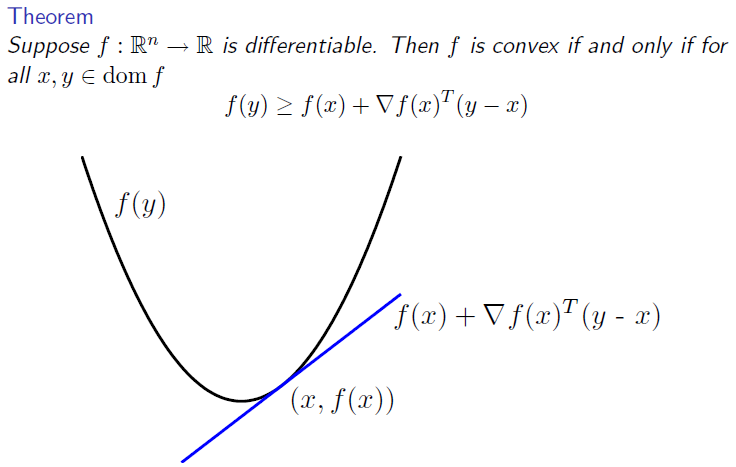 Theorem
Suppose f : ℝⁿ → ℝ is differentiable. Then f is convex if and only if for
all x, y ∈ dom f
f(y) ≥ f(x) + ∇f(x)ᵀ(y − x)
f(y)
f(x) + ∇f(x)ᵀ(y - x)
(x, f(x))